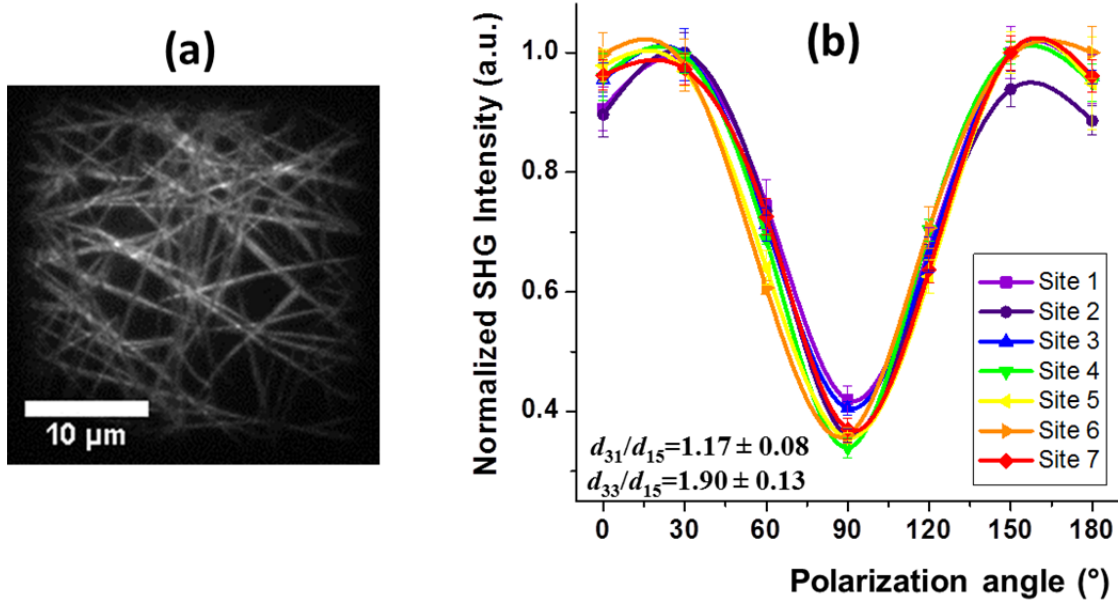 (a)
10 μm
(b)
Normalized SHG Intensity (a.u.)
1.0
0.8
0.6
0.4
d31/d15=1.17 ± 0.08
d33/d15=1.90 ± 0.13
Site 1
Site 2
Site 3
Site 4
Site 5
Site 6
Site 7
0 30 60 90 120 150 180
Polarization angle (°)